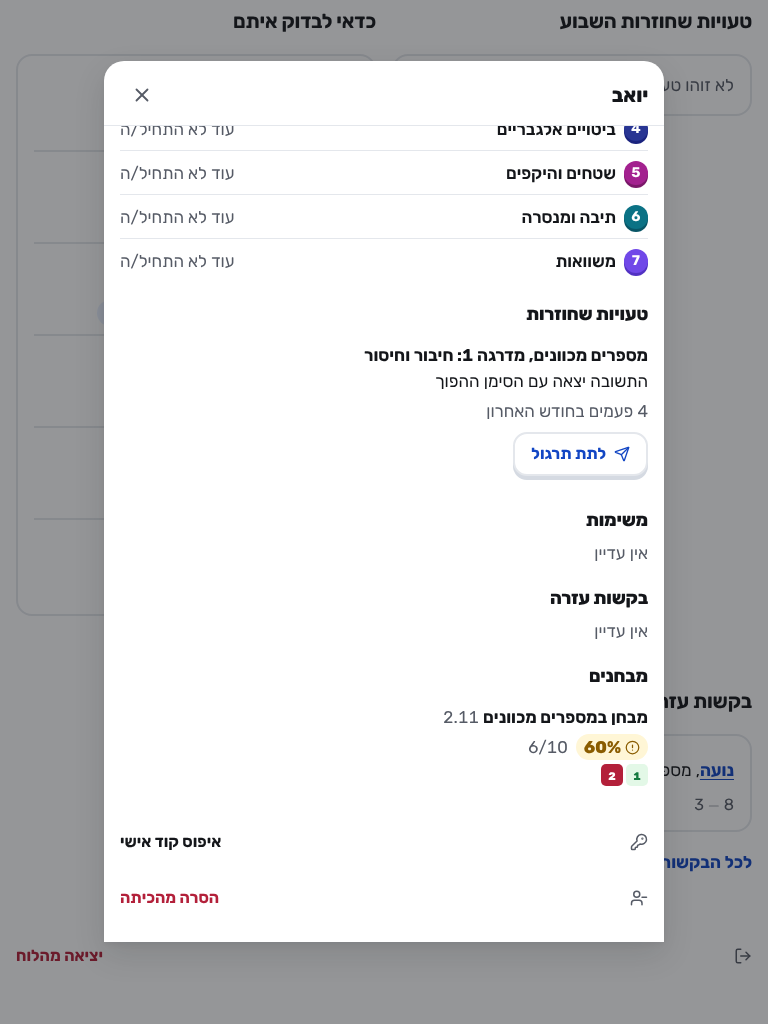 טעויות שחוזרות השבוע
כדאי לבדוק איתם
לא זוהו
יואב
4 ביטויים אלגבריים עוד לא התחיל/ה
5 שטחים והיקפים עוד לא התחיל/ה
6 תיבה ומנסרה עוד לא התחיל/ה
7 משוואות עוד לא התחיל/ה
טעויות שחוזרות
מספרים מכוונים, מדרגה 1: חיבור וחיסור
התשובה יצאה עם הסימן ההפוך
4 פעמים בחודש האחרון
לתת תרגול
משימות
אין עדיין
בקשות עזרה
אין עדיין
מבחנים
מבחן במספרים מכוונים 2.11
60% 6/10
1 2
איפוס קוד אישי
הסרה מהכיתה
בקשות
נועה,
8 – 3
לכל הבקשות
יציאה מהלוח